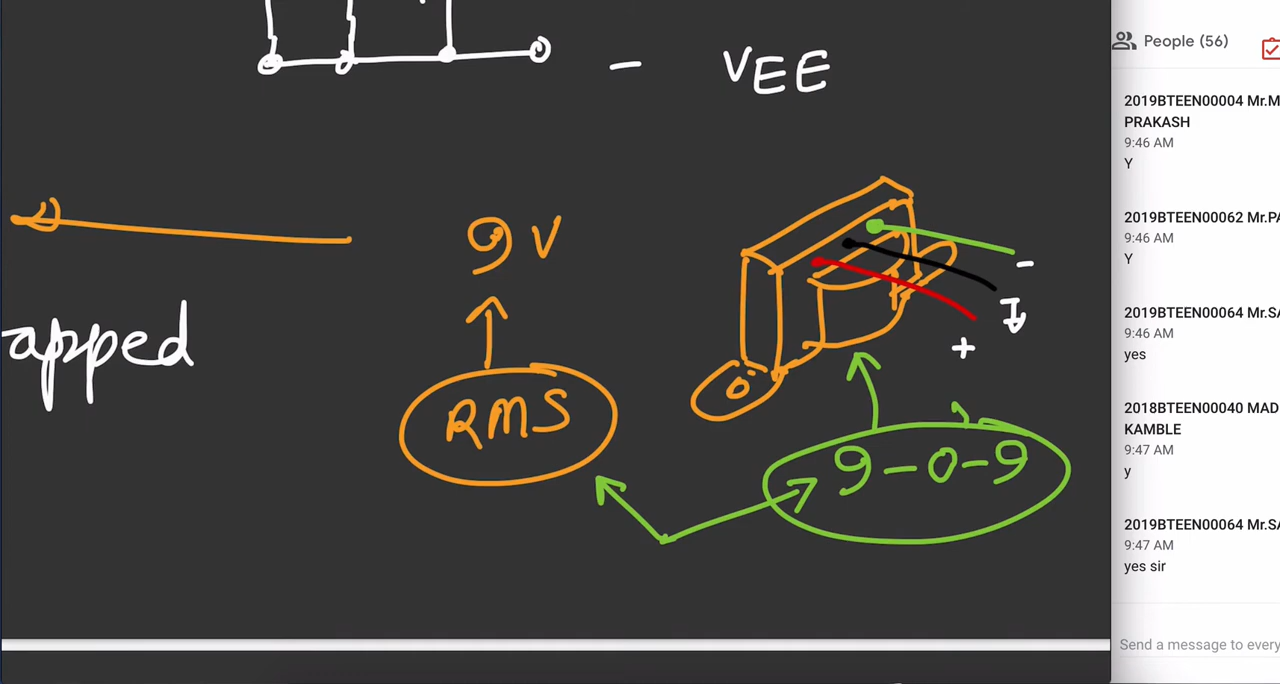 - VEE
9 V
apped
RMS
-
+
9-0-9
People (56)
2019BTEEN00004 Mr.M
PRAKASH
9:46 AM
Y
2019BTEEN00062 Mr.PA
9:46 AM
Y
2019BTEEN00064 Mr.SA
9:46 AM
yes
2018BTEEN00040 MAD
KAMBLE
9:47 AM
y
2019BTEEN00064 Mr.SA
9:47 AM
yes sir
Send a message to every